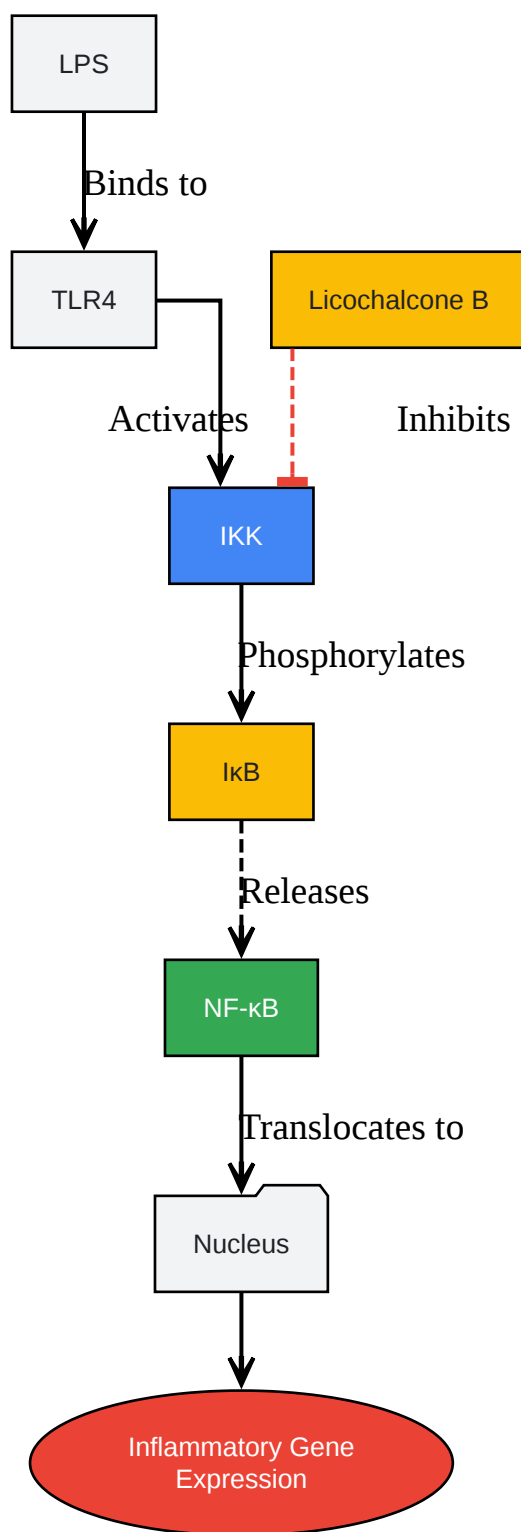 LPS
Binds to
TLR4
Licochalcone B
Activates
Inhibits
IKK
Phosphorylates
IκB
Releases
NF-κB
Translocates to
Nucleus
Inflammatory Gene
Expression